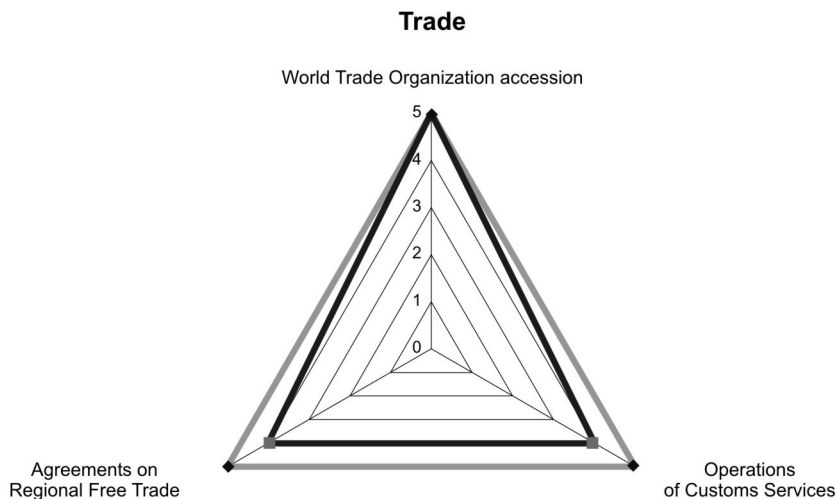 Trade
World Trade Organization accession
5
4
3
2
1
0
Agreements on
Regional Free Trade
Operations
of Customs Services